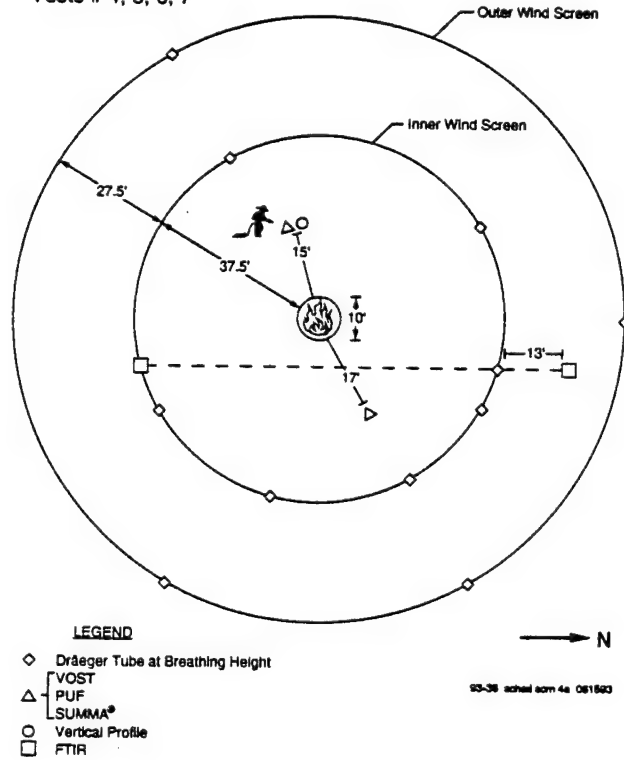 Outer Wind Screen
Inner Wind Screen
27.5'
15'
37.5'
10'
13'
17'
LEGEND
N
Dräeger Tube at Breathing Height
VOST
PUF
SUMMA®
Vertical Profile
FTIR